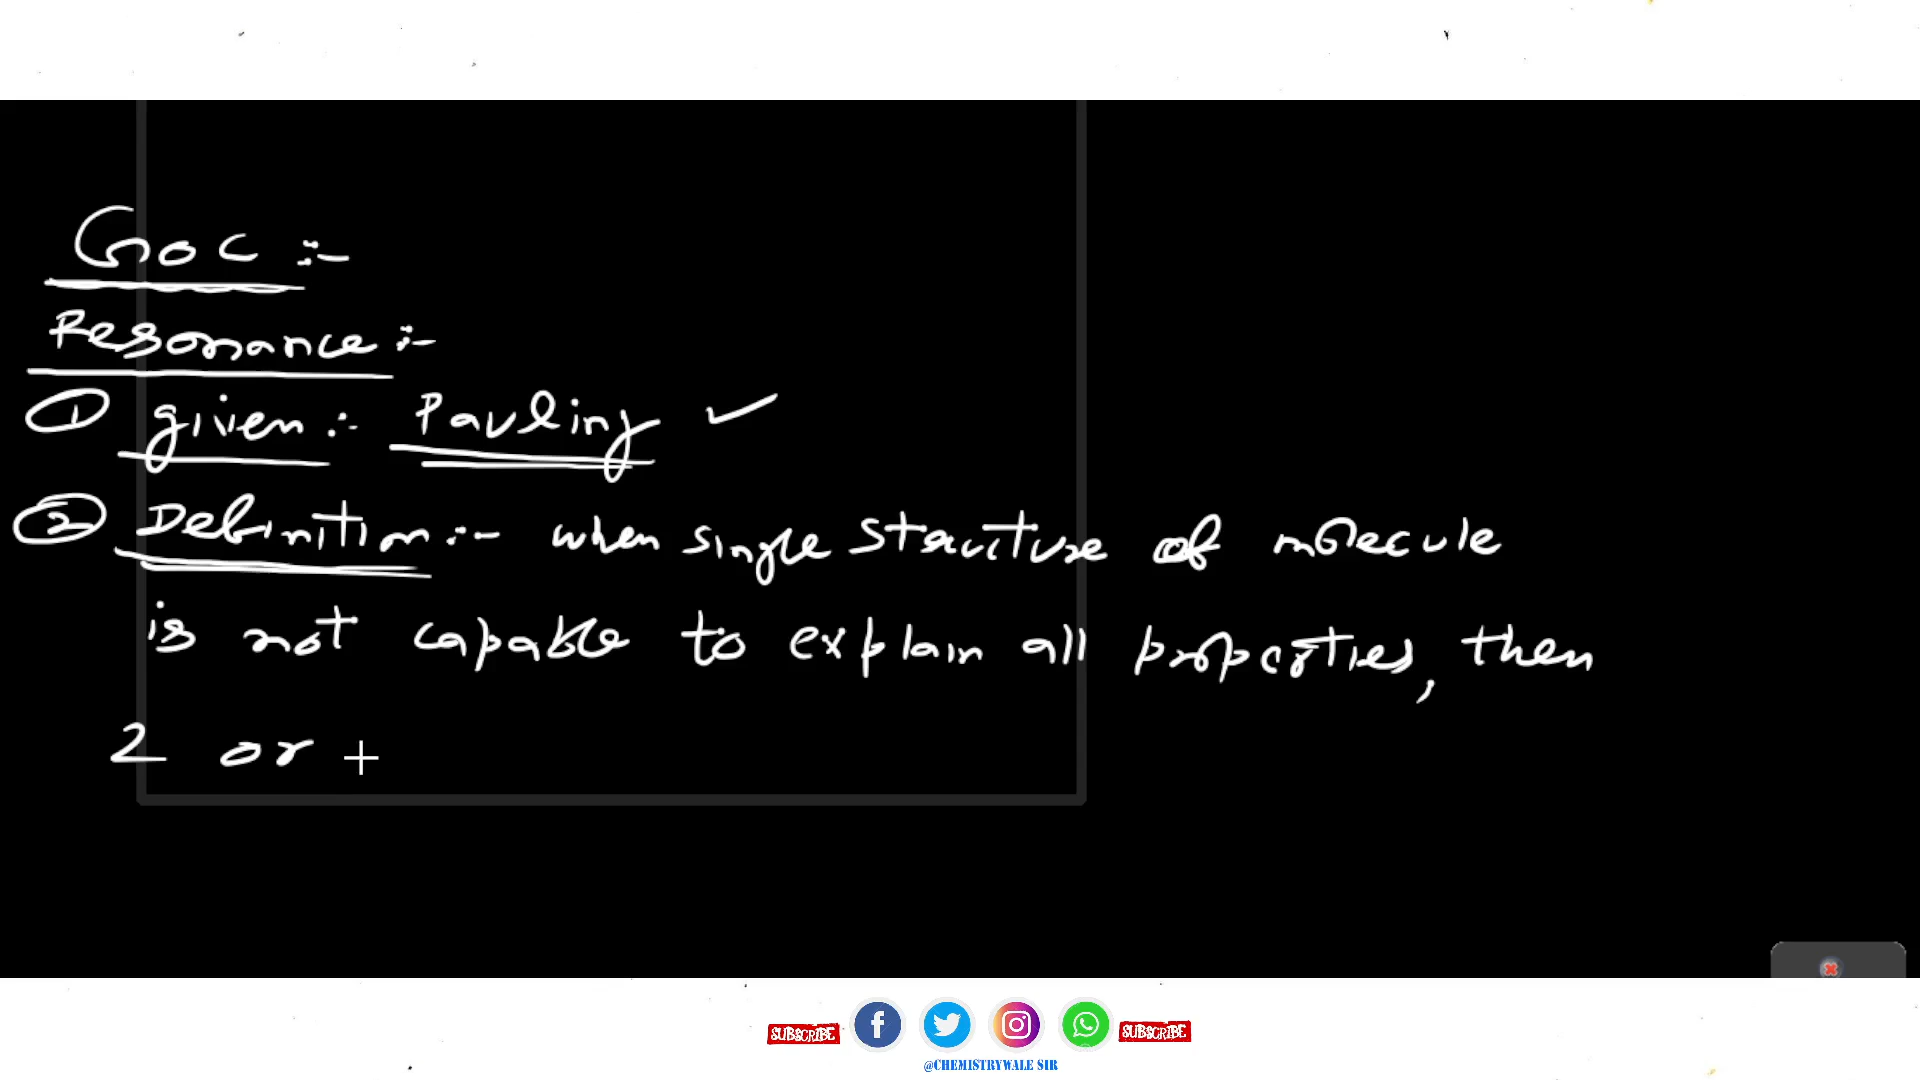 GOC :-
Resonance :-
① given :- Pauling ✓
② Definition :- when single structure of molecule
is not capable to explain all properties, then
2 or
SUBSCRIBE SUBSCRIBE
@CHEMISTRYWALE SIR